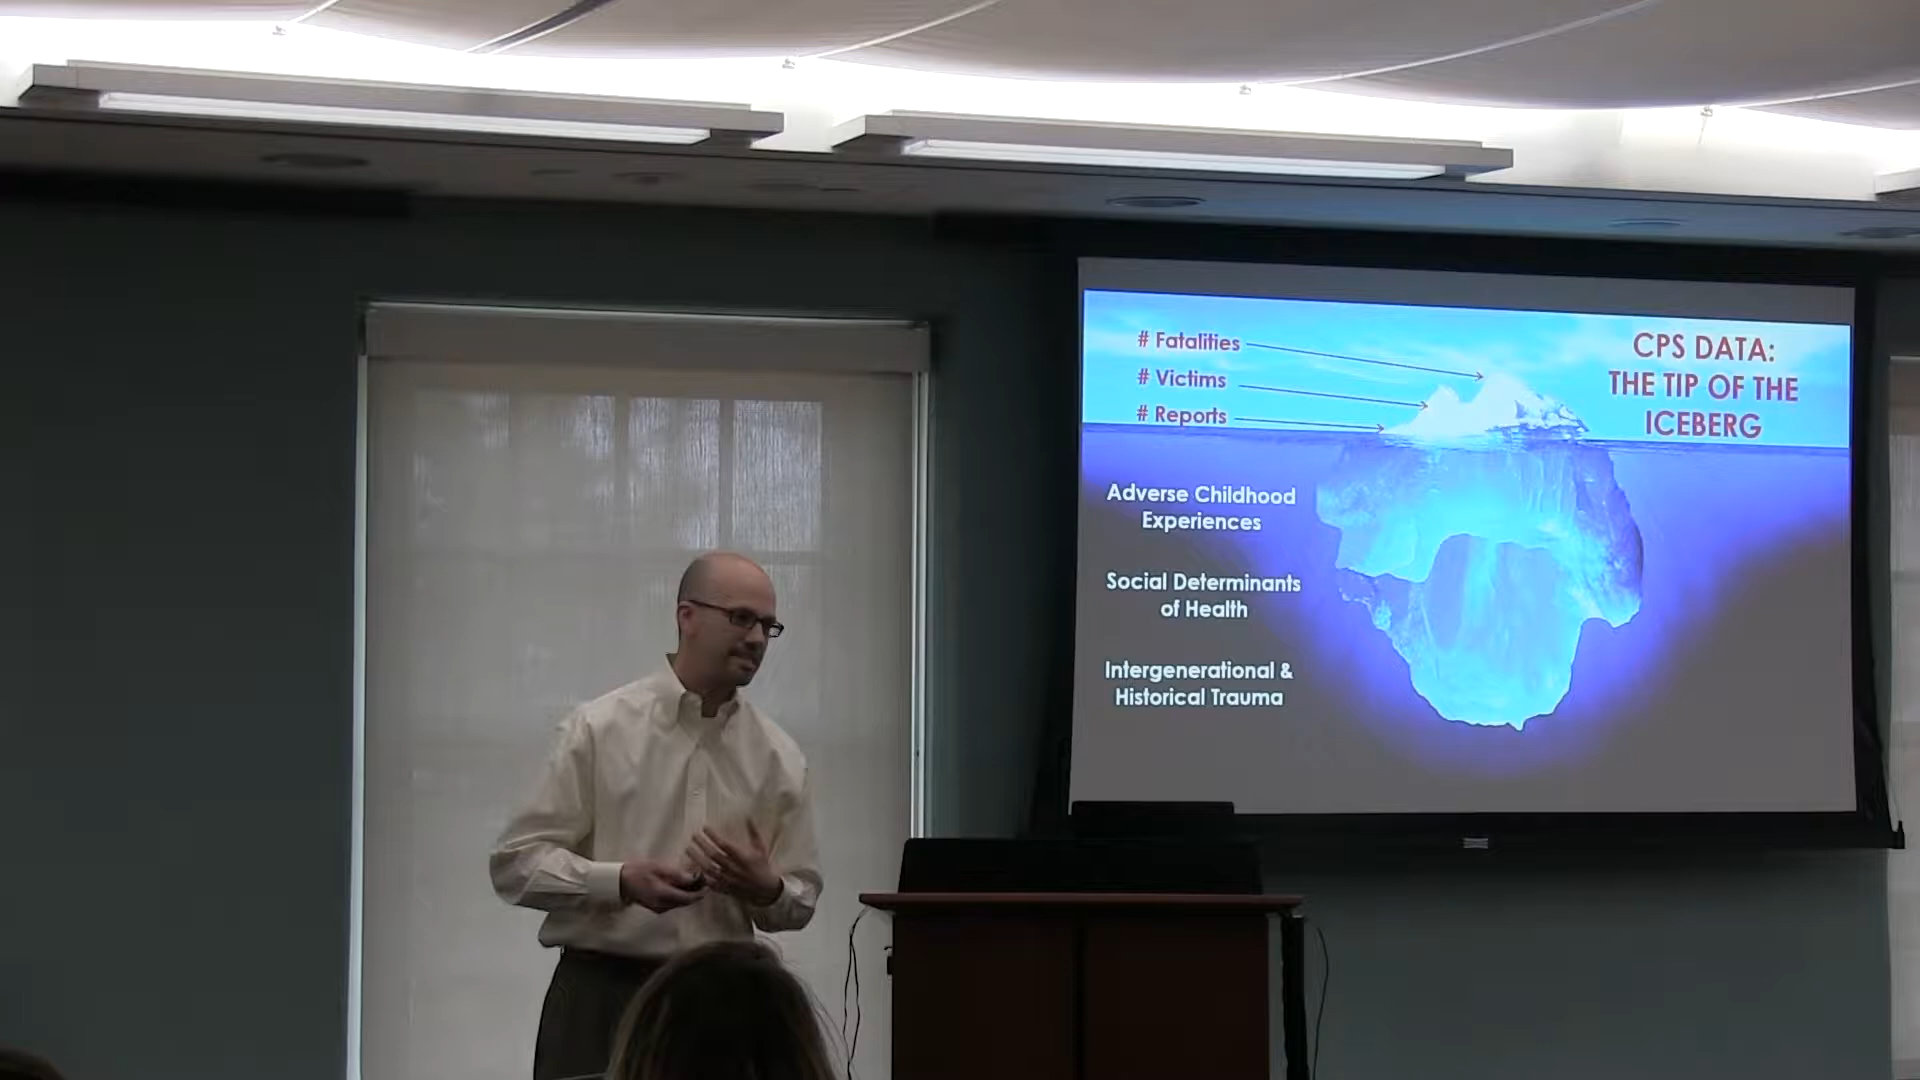 # Fatalities
# Victims
# Reports
CPS DATA:
THE TIP OF THE
ICEBERG
Adverse Childhood
Experiences
Social Determinants
of Health
Intergenerational &
Historical Trauma